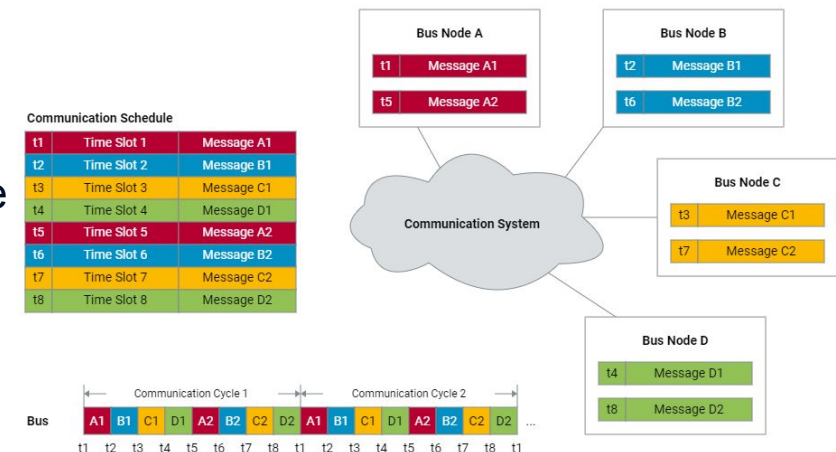 Bus Node A
t1 Message A1
t5 Message A2
Bus Node B
t2 Message B1
t6 Message B2
Communication Schedule
t1 Time Slot 1 Message A1
t2 Time Slot 2 Message B1
t3 Time Slot 3 Message C1
t4 Time Slot 4 Message D1
t5 Time Slot 5 Message A2
t6 Time Slot 6 Message B2
t7 Time Slot 7 Message C2
t8 Time Slot 8 Message D2
e
Communication System
Bus Node C
t3 Message C1
t7 Message C2
Bus Node D
t4 Message D1
t8 Message D2
Communication Cycle 1 Communication Cycle 2
Bus A1 B1 C1 D1 A2 B2 C2 D2 A1 B1 C1 D1 A2 B2 C2 D2 ...
t1 t2 t3 t4 t5 t6 t7 t8 t1 t2 t3 t4 t5 t6 t7 t8 t1